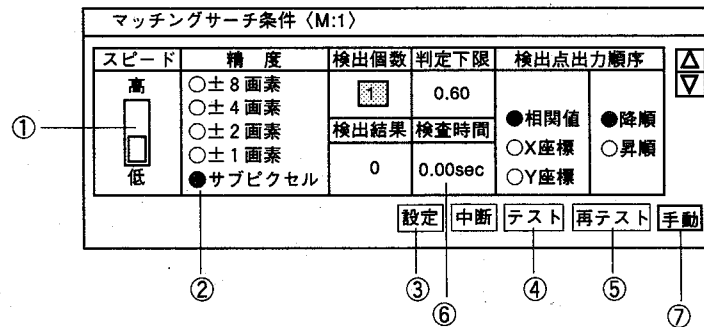 マッチングサーチ条件〈M:1〉
スピード 精 度 検出個数 判定下限 検出点出力順序 △
高 ○±8画素 1 0.60 ▽
○±4画素 ●相関値 ●降順
① ○±2画素 検出結果 検査時間 ○X座標 ○昇順
○±1画素 0 0.00sec ○Y座標
低 ●サブピクセル
設定 中断 テスト 再テスト 手動
② ③ ⑥ ④ ⑤ ⑦